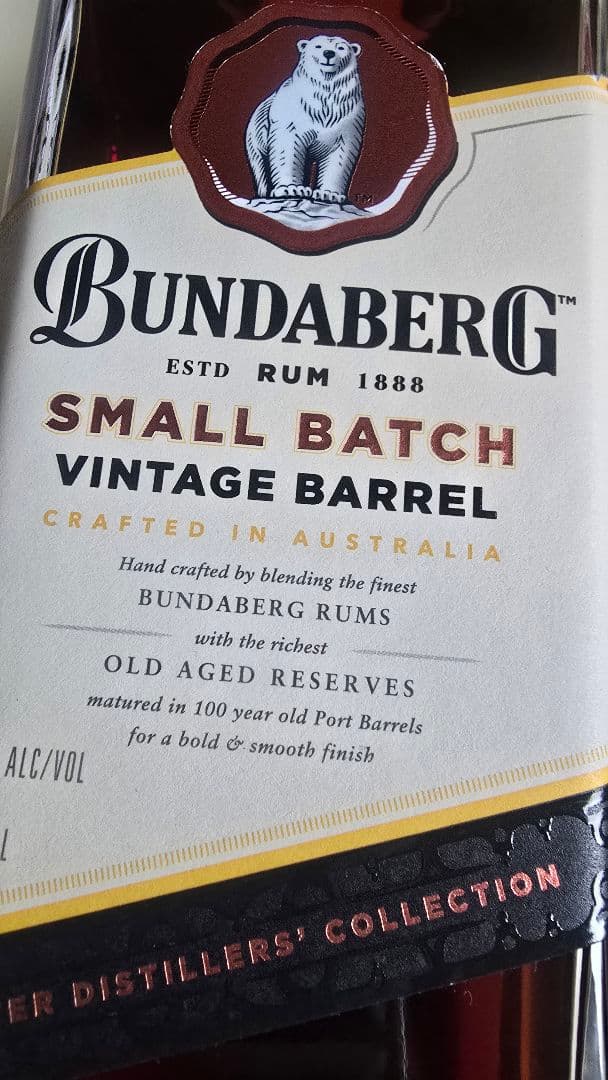 TM
BUNDABERG™
ESTD RUM 1888
SMALL BATCH
VINTAGE BARREL
CRAFTED IN AUSTRALIA
Hand crafted by blending the finest
BUNDABERG RUMS
with the richest
OLD AGED RESERVES
matured in 100 year old Port Barrels
for a bold & smooth finish
ALC/VOL
L
ER DISTILLERS' COLLECTION